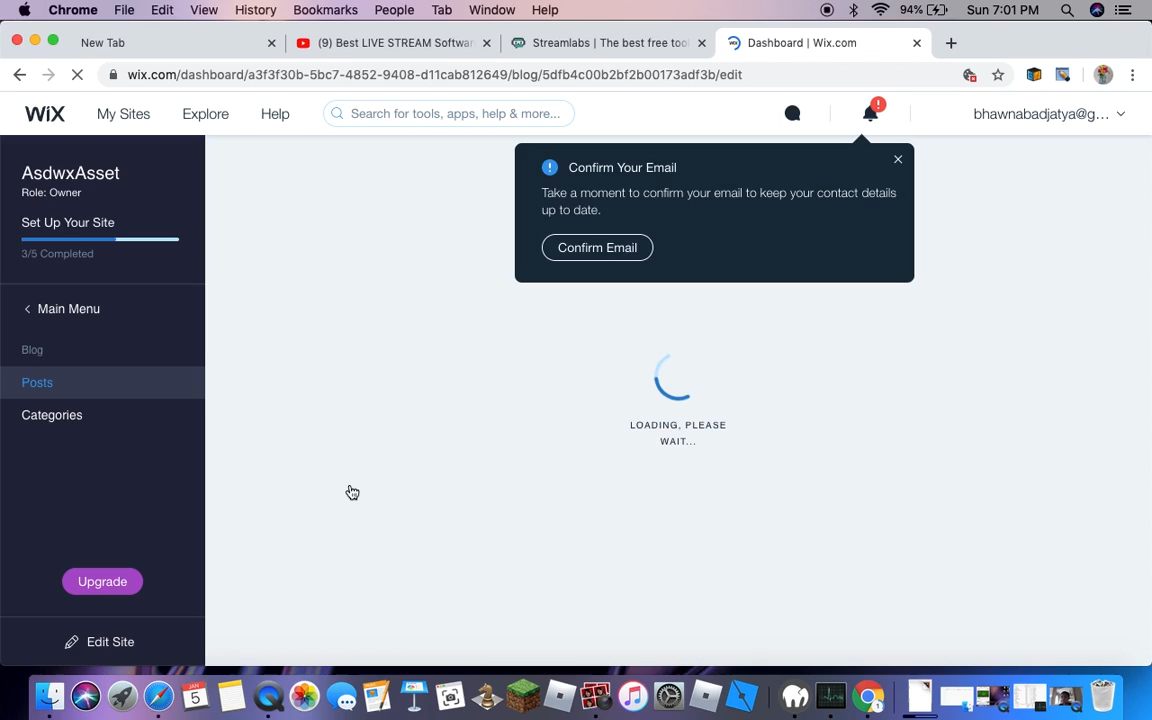 Chrome File Edit View History Bookmarks People Tab Window Help 94% Sun 7:01 PM
New Tab (9) Best LIVE STREAM Softwar Streamlabs | The best free tool Dashboard | Wix.com
wix.com/dashboard/a3f3f30b-5bc7-4852-9408-d11cab812649/blog/5dfb4c00b2bf2b00173adf3b/edit
WiX My Sites Explore Help Search for tools, apps, help & more... ! bhawnabadjatya@g...
AsdwxAsset
Role: Owner
Set Up Your Site
3/5 Completed
Main Menu
Blog
Posts
Categories
Upgrade
Edit Site
! Confirm Your Email
Take a moment to confirm your email to keep your contact details
up to date.
Confirm Email
LOADING, PLEASE
WAIT...
JAN
5